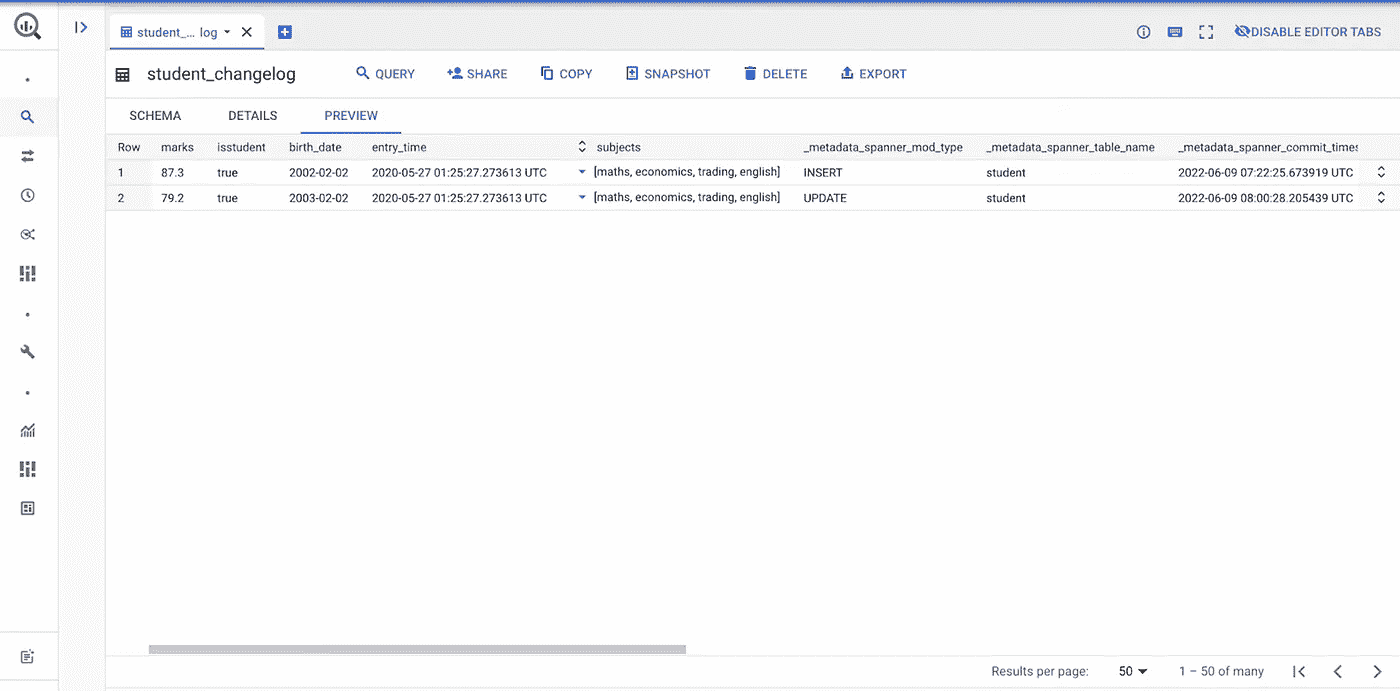 student_... log
DISABLE EDITOR TABS
student_changelog QUERY SHARE COPY SNAPSHOT DELETE EXPORT
SCHEMA DETAILS PREVIEW
Row marks isstudent birth_date entry_time subjects _metadata_spanner_mod_type _metadata_spanner_table_name _metadata_spanner_commit_times
1 87.3 true 2002-02-02 2020-05-27 01:25:27.273613 UTC [maths, economics, trading, english] INSERT student 2022-06-09 07:22:25.673919 UTC
2 79.2 true 2003-02-02 2020-05-27 01:25:27.273613 UTC [maths, economics, trading, english] UPDATE student 2022-06-09 08:00:28.205439 UTC
Results per page: 50 1 – 50 of many